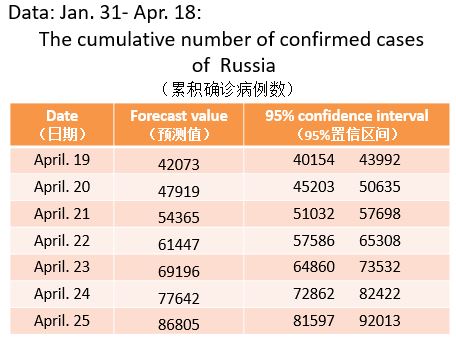 Data: Jan. 31- Apr. 18:
The cumulative number of confirmed cases
of Russia
（累积确诊病例数）
Date Forecast value 95% confidence interval
（日期） （预测值） （95%置信区间）
April. 19 42073 40154 43992
April. 20 47919 45203 50635
April. 21 54365 51032 57698
April. 22 61447 57586 65308
April. 23 69196 64860 73532
April. 24 77642 72862 82422
April. 25 86805 81597 92013